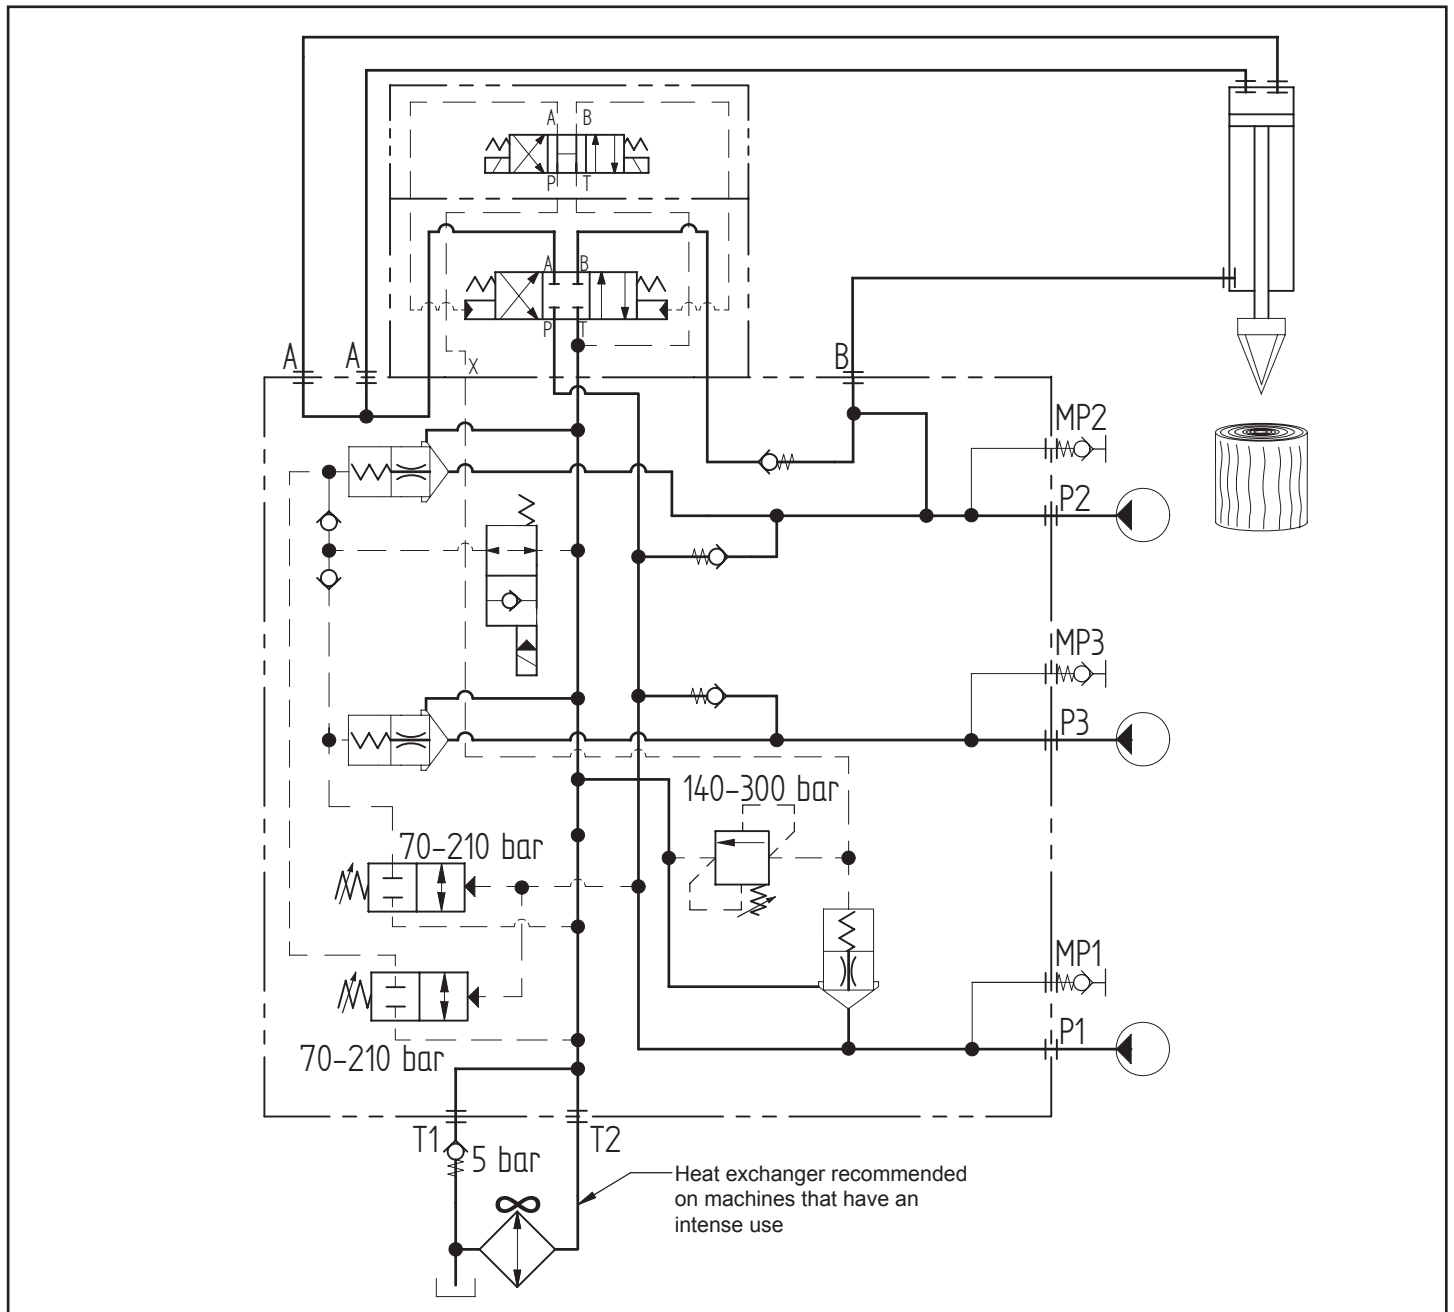 A B
P T
A B
P T
X
A A B
MP2
P2
MP3
P3
140-300 bar
70-210 bar
MP1
P1
70-210 bar
T1 T2
5 bar
Heat exchanger recommended
on machines that have an
intense use